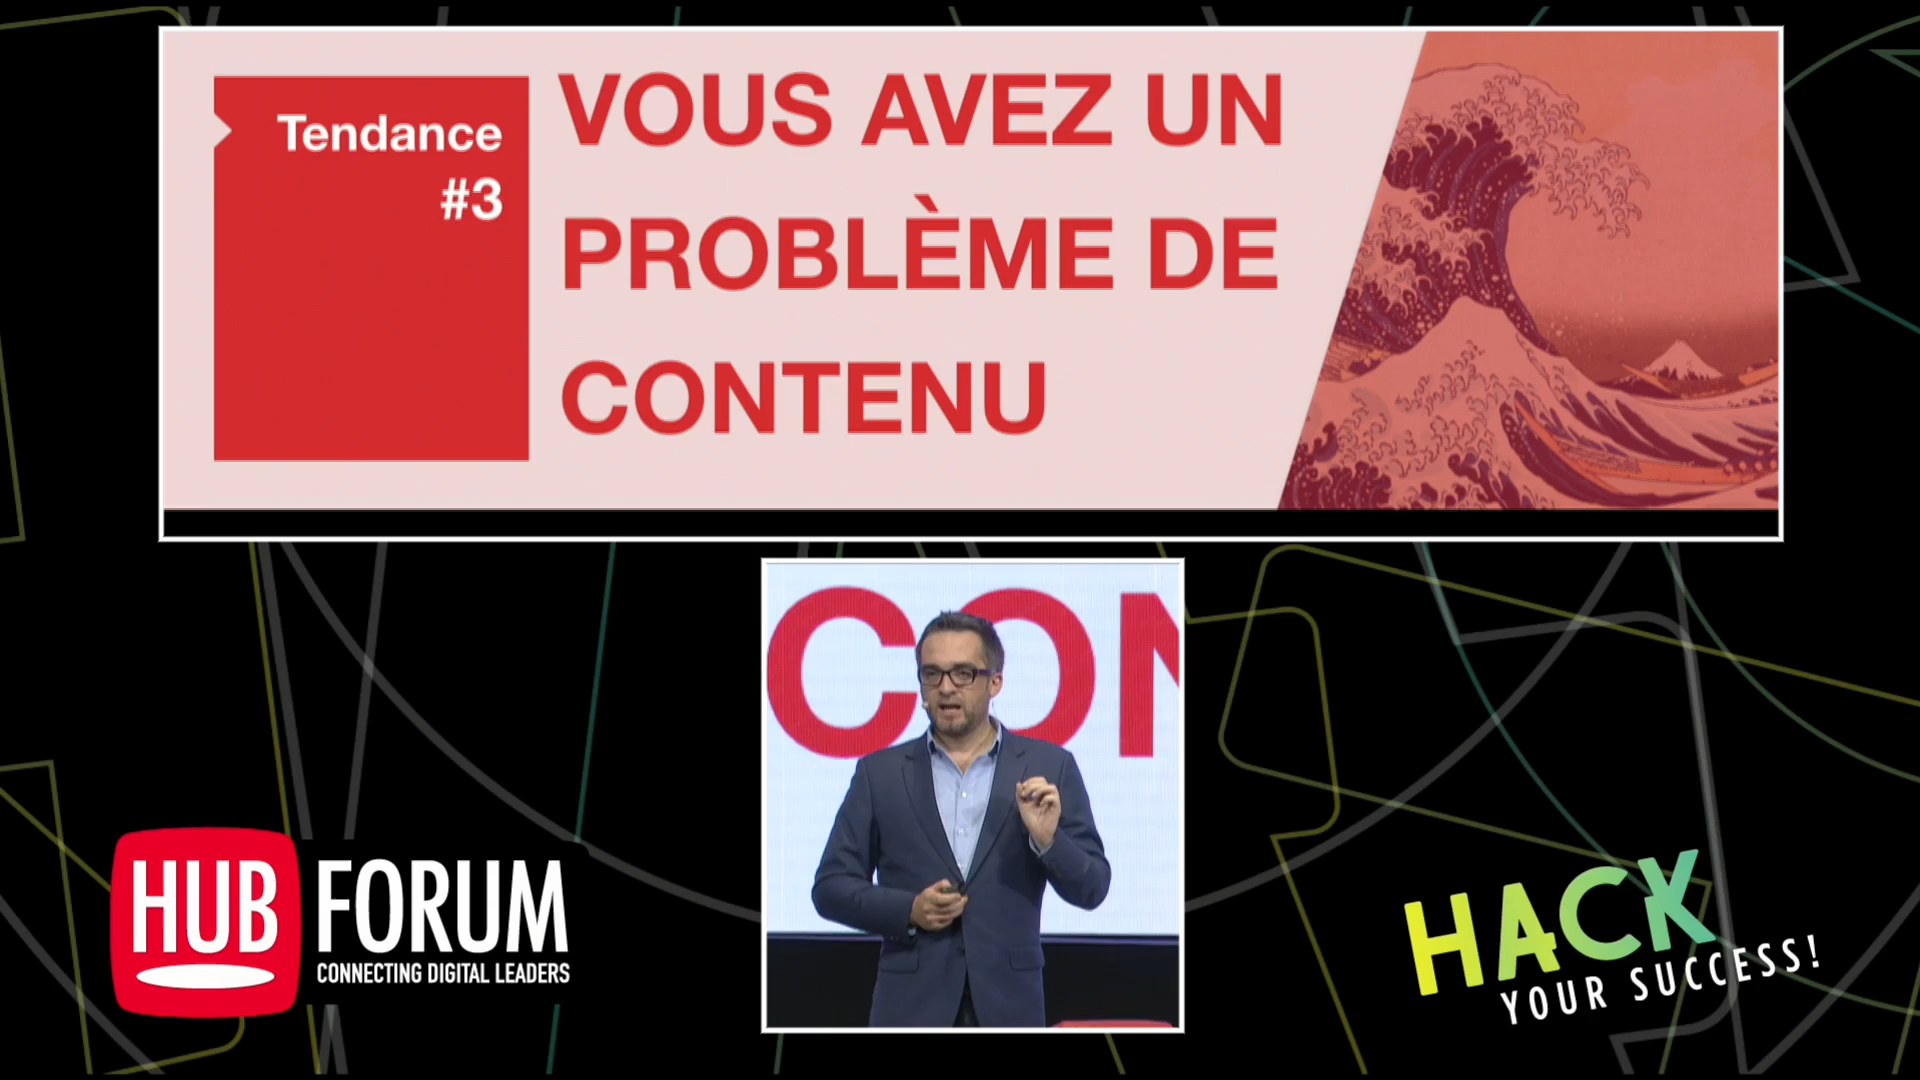 Tendance
#3
VOUS AVEZ UN
PROBLÈME DE
CONTENU
CON
HUB FORUM
CONNECTING DIGITAL LEADERS
HACK
YOUR SUCCESS!